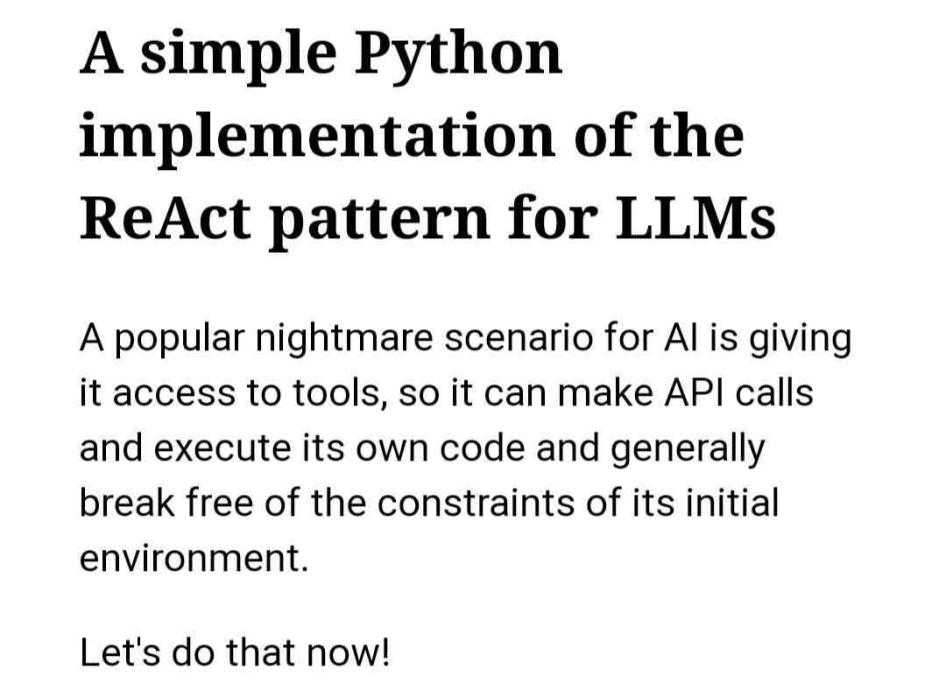 A simple Python
implementation of the
ReAct pattern for LLMs
A popular nightmare scenario for AI is giving
it access to tools, so it can make API calls
and execute its own code and generally
break free of the constraints of its initial
environment.
Let's do that now!